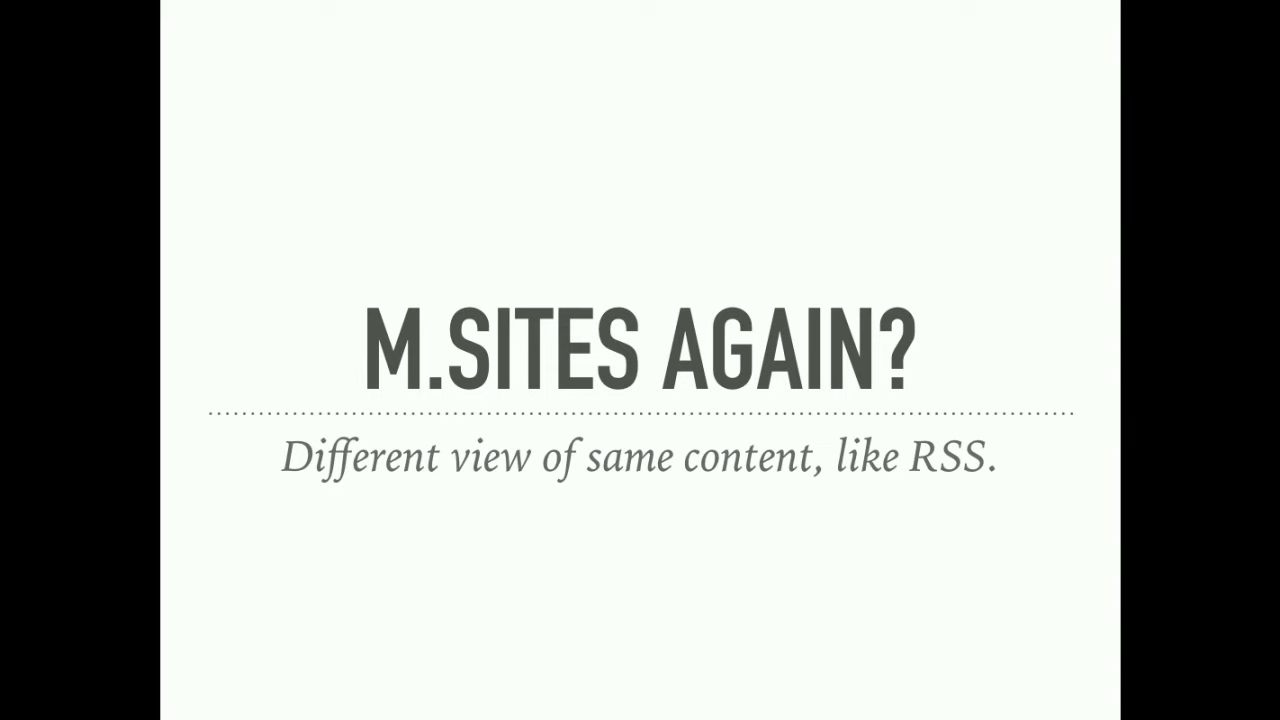 M.SITES AGAIN?
Different view of same content, like RSS.